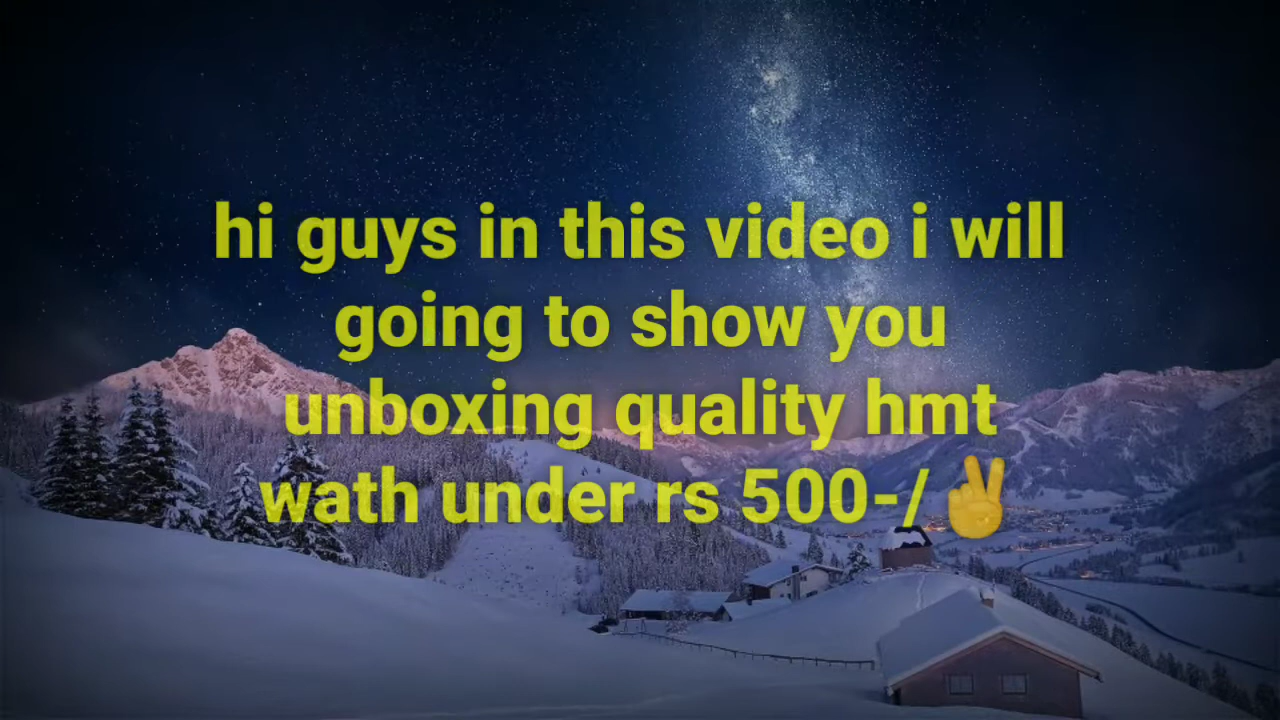 hi guys in this video i will
going to show you
unboxing quality hmt
wath under rs 500-/ ✌